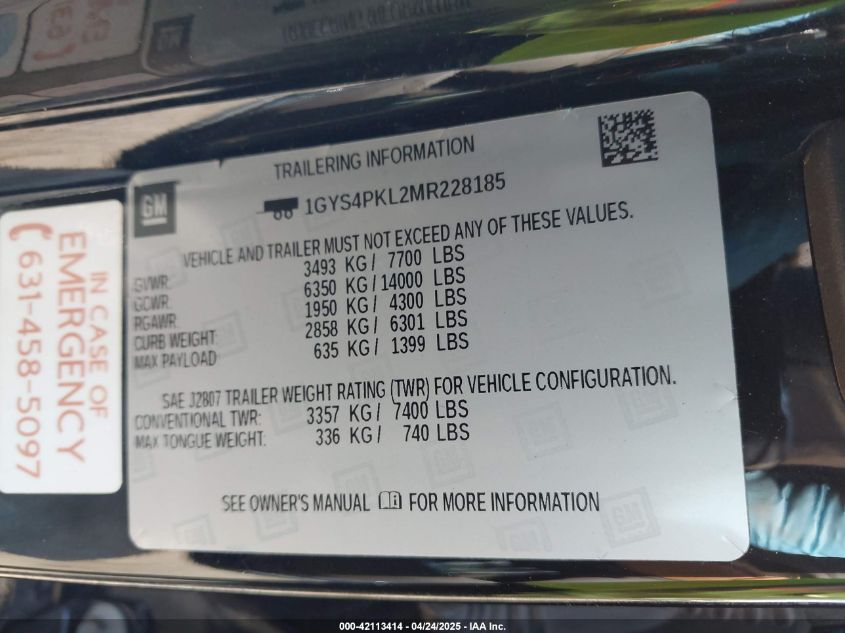 GM
TRAILERING INFORMATION
1GYS4PKL2MR228185
VEHICLE AND TRAILER MUST NOT EXCEED ANY OF THESE VALUES.
GVWR: 3493 KG / 7700 LBS
GCWR: 6350 KG / 14000 LBS
RGAWR: 1950 KG / 4300 LBS
CURB WEIGHT: 2858 KG / 6301 LBS
MAX PAYLOAD 635 KG / 1399 LBS
SAE J2807 TRAILER WEIGHT RATING (TWR) FOR VEHICLE CONFIGURATION.
CONVENTIONAL TWR: 3357 KG / 7400 LBS
MAX TONGUE WEIGHT. 336 KG / 740 LBS
SEE OWNER'S MANUAL FOR MORE INFORMATION
IN CASE OF
EMERGENCY
631-458-5097
000-42113414 - 04/24/2025 - IAA Inc.